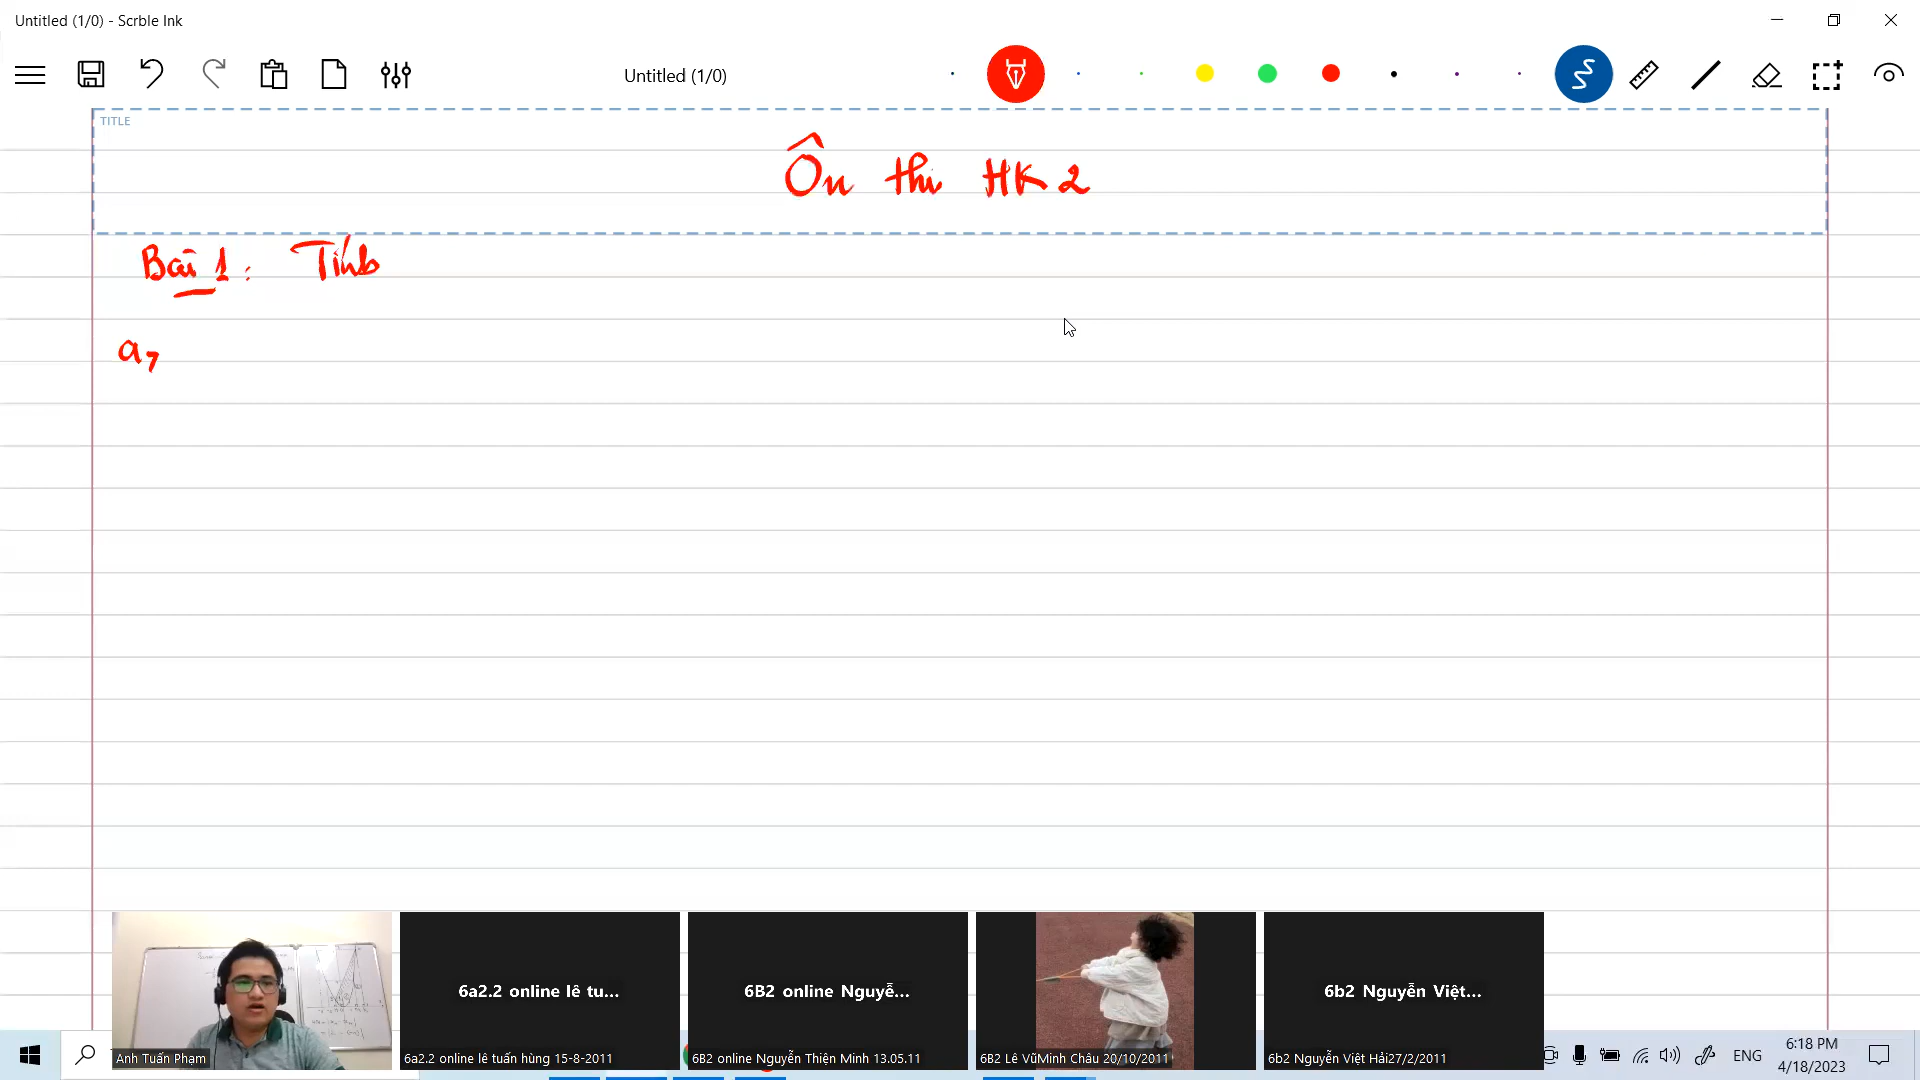 Untitled (1/0) - Scrble Ink
Untitled (1/0)
TITLE
Ôn thi HK2
Bài 1: Tính
a,
6a2.2 online lê tu...
6B2 online Nguyễ...
6b2 Nguyễn Việt...
Anh Tuấn Phạm
6a2.2 online lê tuấn hùng 15-8-2011
6B2 online Nguyễn Thiện Minh 13.05.11
6B2 Lê VũMinh Châu 20/10/2011
6b2 Nguyễn Việt Hải27/2/2011
ENG
6:18 PM
4/18/2023